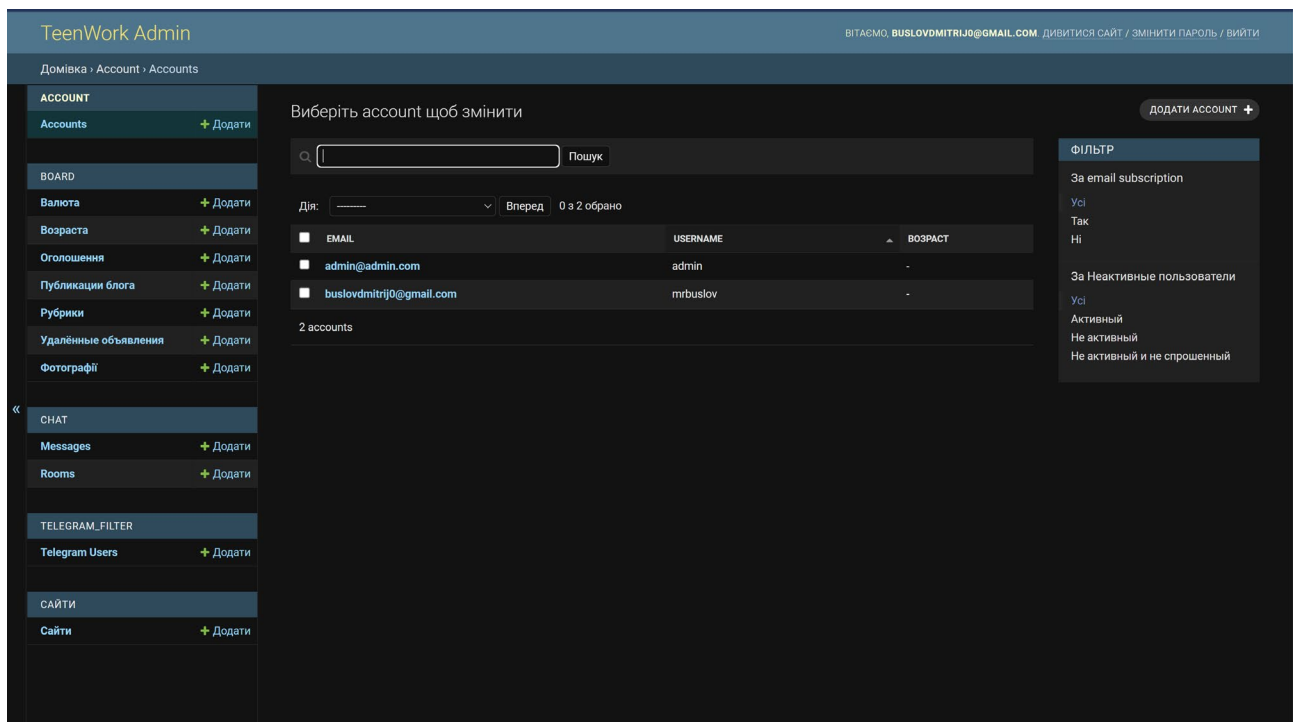 TeenWork Admin
ВІТАЄМО, BUSLOVDMITRIJ0@GMAIL.COM. ДИВИТИСЯ САЙТ / ЗМІНИТИ ПАРОЛЬ / ВИЙТИ
Домівка › Account › Accounts
ACCOUNT
Accounts + Додати
BOARD
Валюта + Додати
Возраста + Додати
Оголошення + Додати
Публикации блога + Додати
Рубрики + Додати
Удалённые объявления + Додати
Фотографії + Додати
CHAT
Messages + Додати
Rooms + Додати
TELEGRAM_FILTER
Telegram Users + Додати
САЙТИ
Сайти + Додати
«
Виберіть account щоб змінити
ДОДАТИ ACCOUNT +
Пошук
Дія: --------- Вперед 0 з 2 обрано
EMAIL USERNAME ВОЗРАСТ
admin@admin.com admin -
buslovdmitrij0@gmail.com mrbuslov -
2 accounts
ФІЛЬТР
За email subscription
Усі
Так
Ні
За Неактивные пользователи
Усі
Активный
Не активный
Не активный и не спрошенный